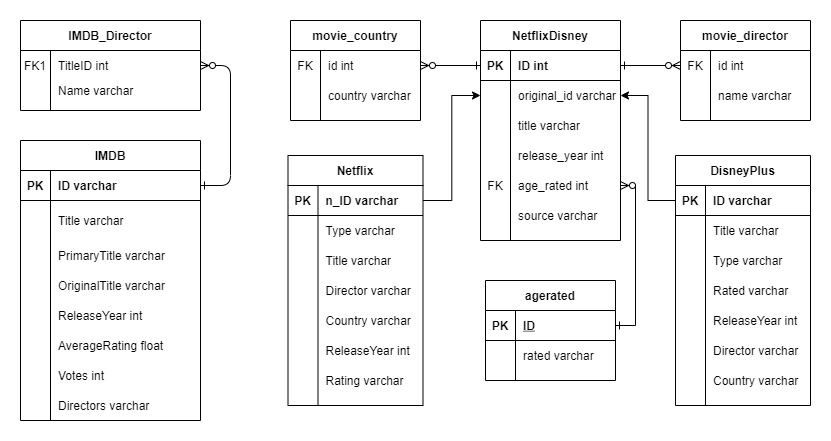 IMDB_Director
FK1 TitleID int
Name varchar
IMDB
PK ID varchar
Title varchar
PrimaryTitle varchar
OriginalTitle varchar
ReleaseYear int
AverageRating float
Votes int
Directors varchar
movie_country
FK id int
country varchar
Netflix
PK n_ID varchar
Type varchar
Title varchar
Director varchar
Country varchar
ReleaseYear int
Rating varchar
NetflixDisney
PK ID int
original_id varchar
title varchar
release_year int
FK age_rated int
source varchar
agerated
PK ID
rated varchar
movie_director
FK id int
name varchar
DisneyPlus
PK ID varchar
Title varchar
Type varchar
Rated varchar
ReleaseYear int
Director varchar
Country varchar